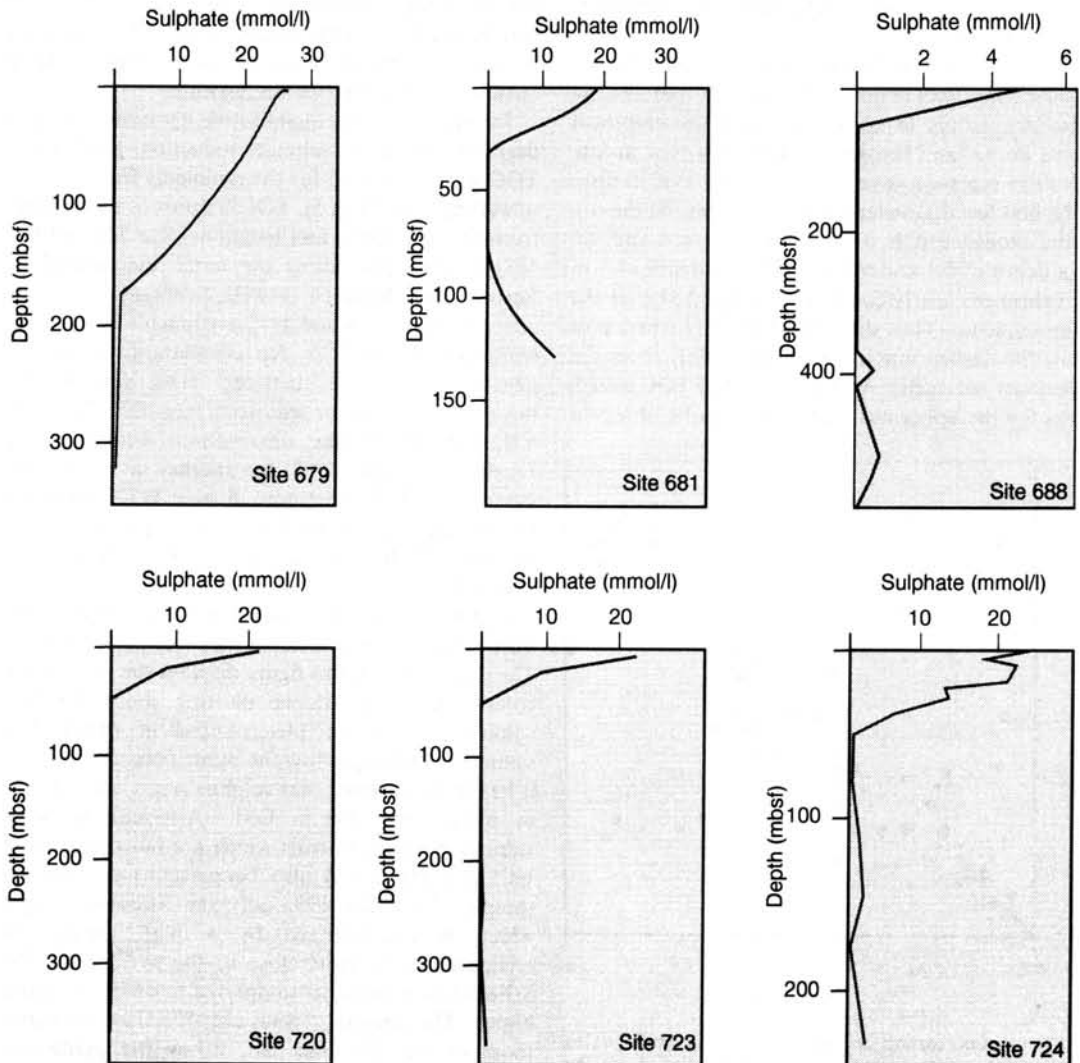 Sulphate (mmol/l)
10 20 30
Depth (mbsf)
100
200
300
Site 679
Sulphate (mmol/l)
10 20 30
Depth (mbsf)
50
100
150
Site 681
Sulphate (mmol/l)
2 4 6
Depth (mbsf)
200
400
Site 688
Sulphate (mmol/l)
10 20
Depth (mbsf)
100
200
300
Site 720
Sulphate (mmol/l)
10 20
Depth (mbsf)
100
200
300
Site 723
Sulphate (mmol/l)
10 20
Depth (mbsf)
100
200
Site 724